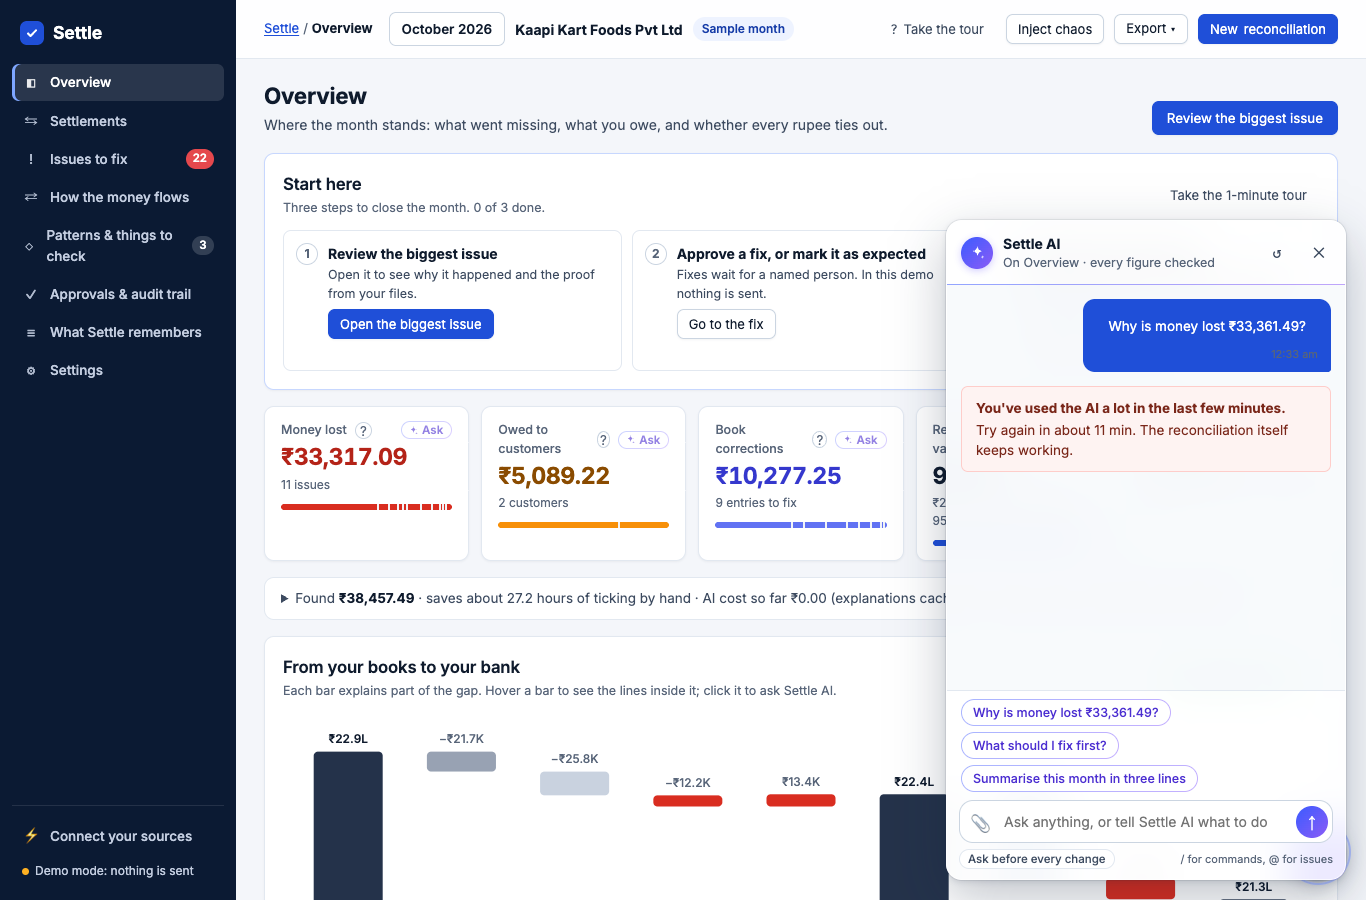 Settle
Overview
Settlements
Issues to fix 22
How the money flows
Patterns & things to check 3
Approvals & audit trail
What Settle remembers
Settings
Connect your sources
Demo mode: nothing is sent
Settle / Overview
October 2026
Kaapi Kart Foods Pvt Ltd
Sample month
? Take the tour
Inject chaos
Export
New reconciliation
Overview
Where the month stands: what went missing, what you owe, and whether every rupee ties out.
Review the biggest issue
Start here
Three steps to close the month. 0 of 3 done.
Take the 1-minute tour
1 Review the biggest issue
Open it to see why it happened and the proof
from your files.
Open the biggest issue
2 Approve a fix, or mark it as expected
Fixes wait for a named person. In this demo
nothing is sent.
Go to the fix
Money lost ? Ask
₹33,317.09
11 issues
Owed to
customers ? Ask
₹5,089.22
2 customers
Book
corrections ? Ask
₹10,277.25
9 entries to fix
Found ₹38,457.49 · saves about 27.2 hours of ticking by hand · AI cost so far ₹0.00 (explanations cach
From your books to your bank
Each bar explains part of the gap. Hover a bar to see the lines inside it; click it to ask Settle AI.
₹22.9L
−₹21.7K
−₹25.8K
−₹12.2K
₹13.4K
₹22.4L
₹21.3L
Settle AI
On Overview · every figure checked
Why is money lost ₹33,361.49?
12:33 am
You've used the AI a lot in the last few minutes.
Try again in about 11 min. The reconciliation itself
keeps working.
Why is money lost ₹33,361.49?
What should I fix first?
Summarise this month in three lines
Ask anything, or tell Settle AI what to do
Ask before every change
/ for commands, @ for issues